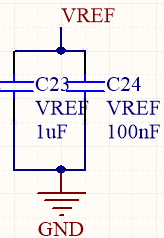 VREF
C23 C24
VREF VREF
1uF 100nF
GND